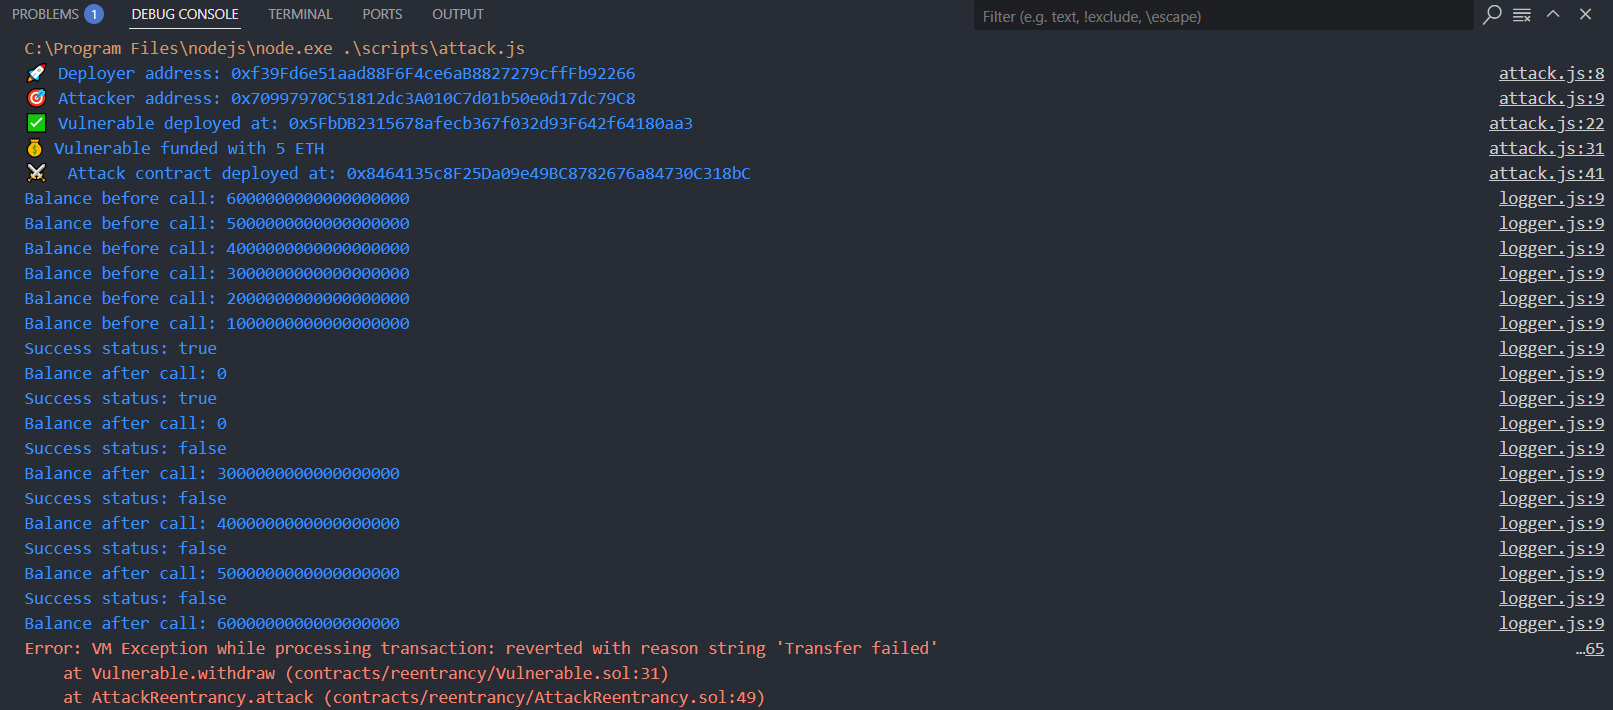 PROBLEMS 1 DEBUG CONSOLE TERMINAL PORTS OUTPUT Filter (e.g. text, !exclude, \escape)
C:\Program Files\nodejs\node.exe .\scripts\attack.js
🚀 Deployer address: 0xf39Fd6e51aad88F6F4ce6aB8827279cffFb92266 attack.js:8
🎯 Attacker address: 0x70997970C51812dc3A010C7d01b50e0d17dc79C8 attack.js:9
✅ Vulnerable deployed at: 0x5FbDB2315678afecb367f032d93F642f64180aa3 attack.js:22
💰 Vulnerable funded with 5 ETH attack.js:31
⚔️ Attack contract deployed at: 0x8464135c8F25Da09e49BC8782676a84730C318bC attack.js:41
Balance before call: 6000000000000000000 logger.js:9
Balance before call: 5000000000000000000 logger.js:9
Balance before call: 4000000000000000000 logger.js:9
Balance before call: 3000000000000000000 logger.js:9
Balance before call: 2000000000000000000 logger.js:9
Balance before call: 1000000000000000000 logger.js:9
Success status: true logger.js:9
Balance after call: 0 logger.js:9
Success status: true logger.js:9
Balance after call: 0 logger.js:9
Success status: false logger.js:9
Balance after call: 3000000000000000000 logger.js:9
Success status: false logger.js:9
Balance after call: 4000000000000000000 logger.js:9
Success status: false logger.js:9
Balance after call: 5000000000000000000 logger.js:9
Success status: false logger.js:9
Balance after call: 6000000000000000000 logger.js:9
Error: VM Exception while processing transaction: reverted with reason string 'Transfer failed' …65
at Vulnerable.withdraw (contracts/reentrancy/Vulnerable.sol:31)
at AttackReentrancy.attack (contracts/reentrancy/AttackReentrancy.sol:49)